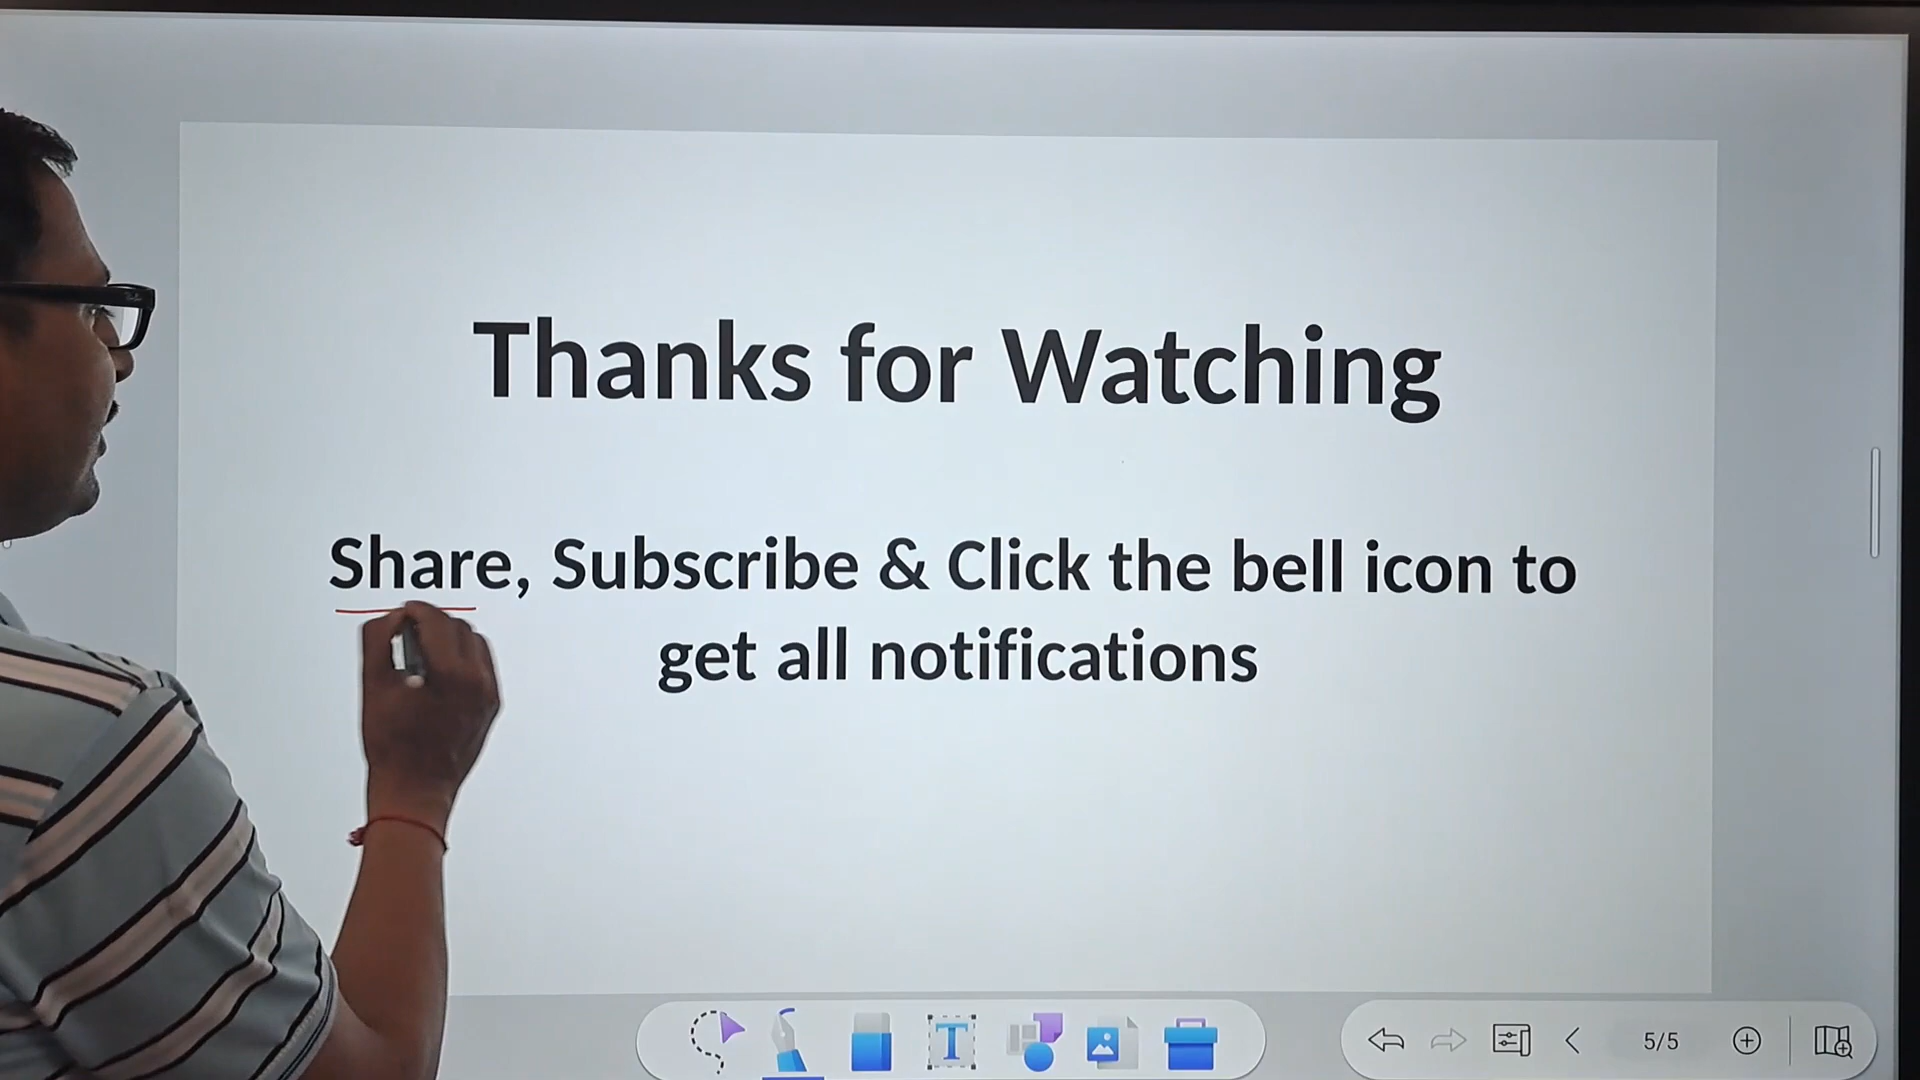 Thanks for Watching
Share, Subscribe & Click the bell icon to
get all notifications
T
5/5